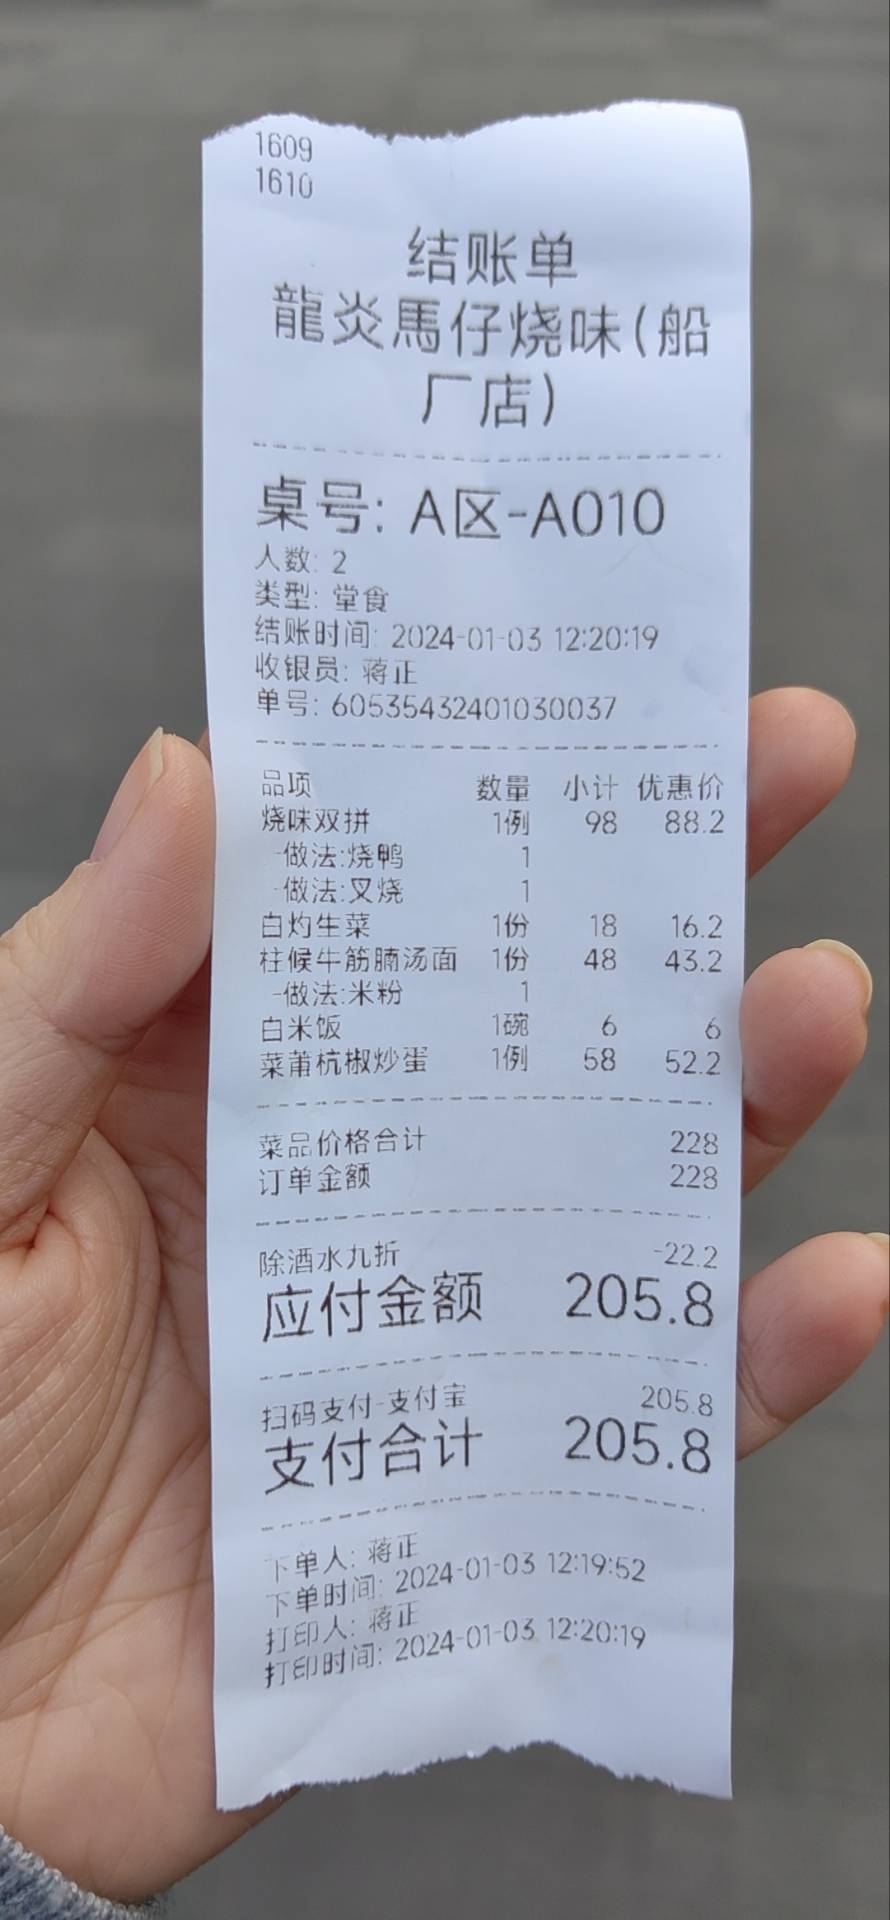 1609
1610
结账单
龍炎馬仔烧味(船
厂店)
桌号: A区-A010
人数: 2
类型: 堂食
结账时间: 2024-01-03 12:20:19
收银员: 蒋正
单号: 60535432401030037
品项 数量 小计 优惠价
烧味双拼 1例 98 88.2
-做法:烧鸭 1
-做法:叉烧 1
白灼生菜 1份 18 16.2
柱候牛筋腩汤面 1份 48 43.2
-做法:米粉 1
白米饭 1碗 6 6
菜莆杭椒炒蛋 1例 58 52.2
菜品价格合计 228
订单金额 228
除酒水九折 -22.2
应付金额 205.8
扫码支付-支付宝 205.8
支付合计 205.8
下单人: 蒋正
下单时间: 2024-01-03 12:19:52
打印人: 蒋正
打印时间: 2024-01-03 12:20:19